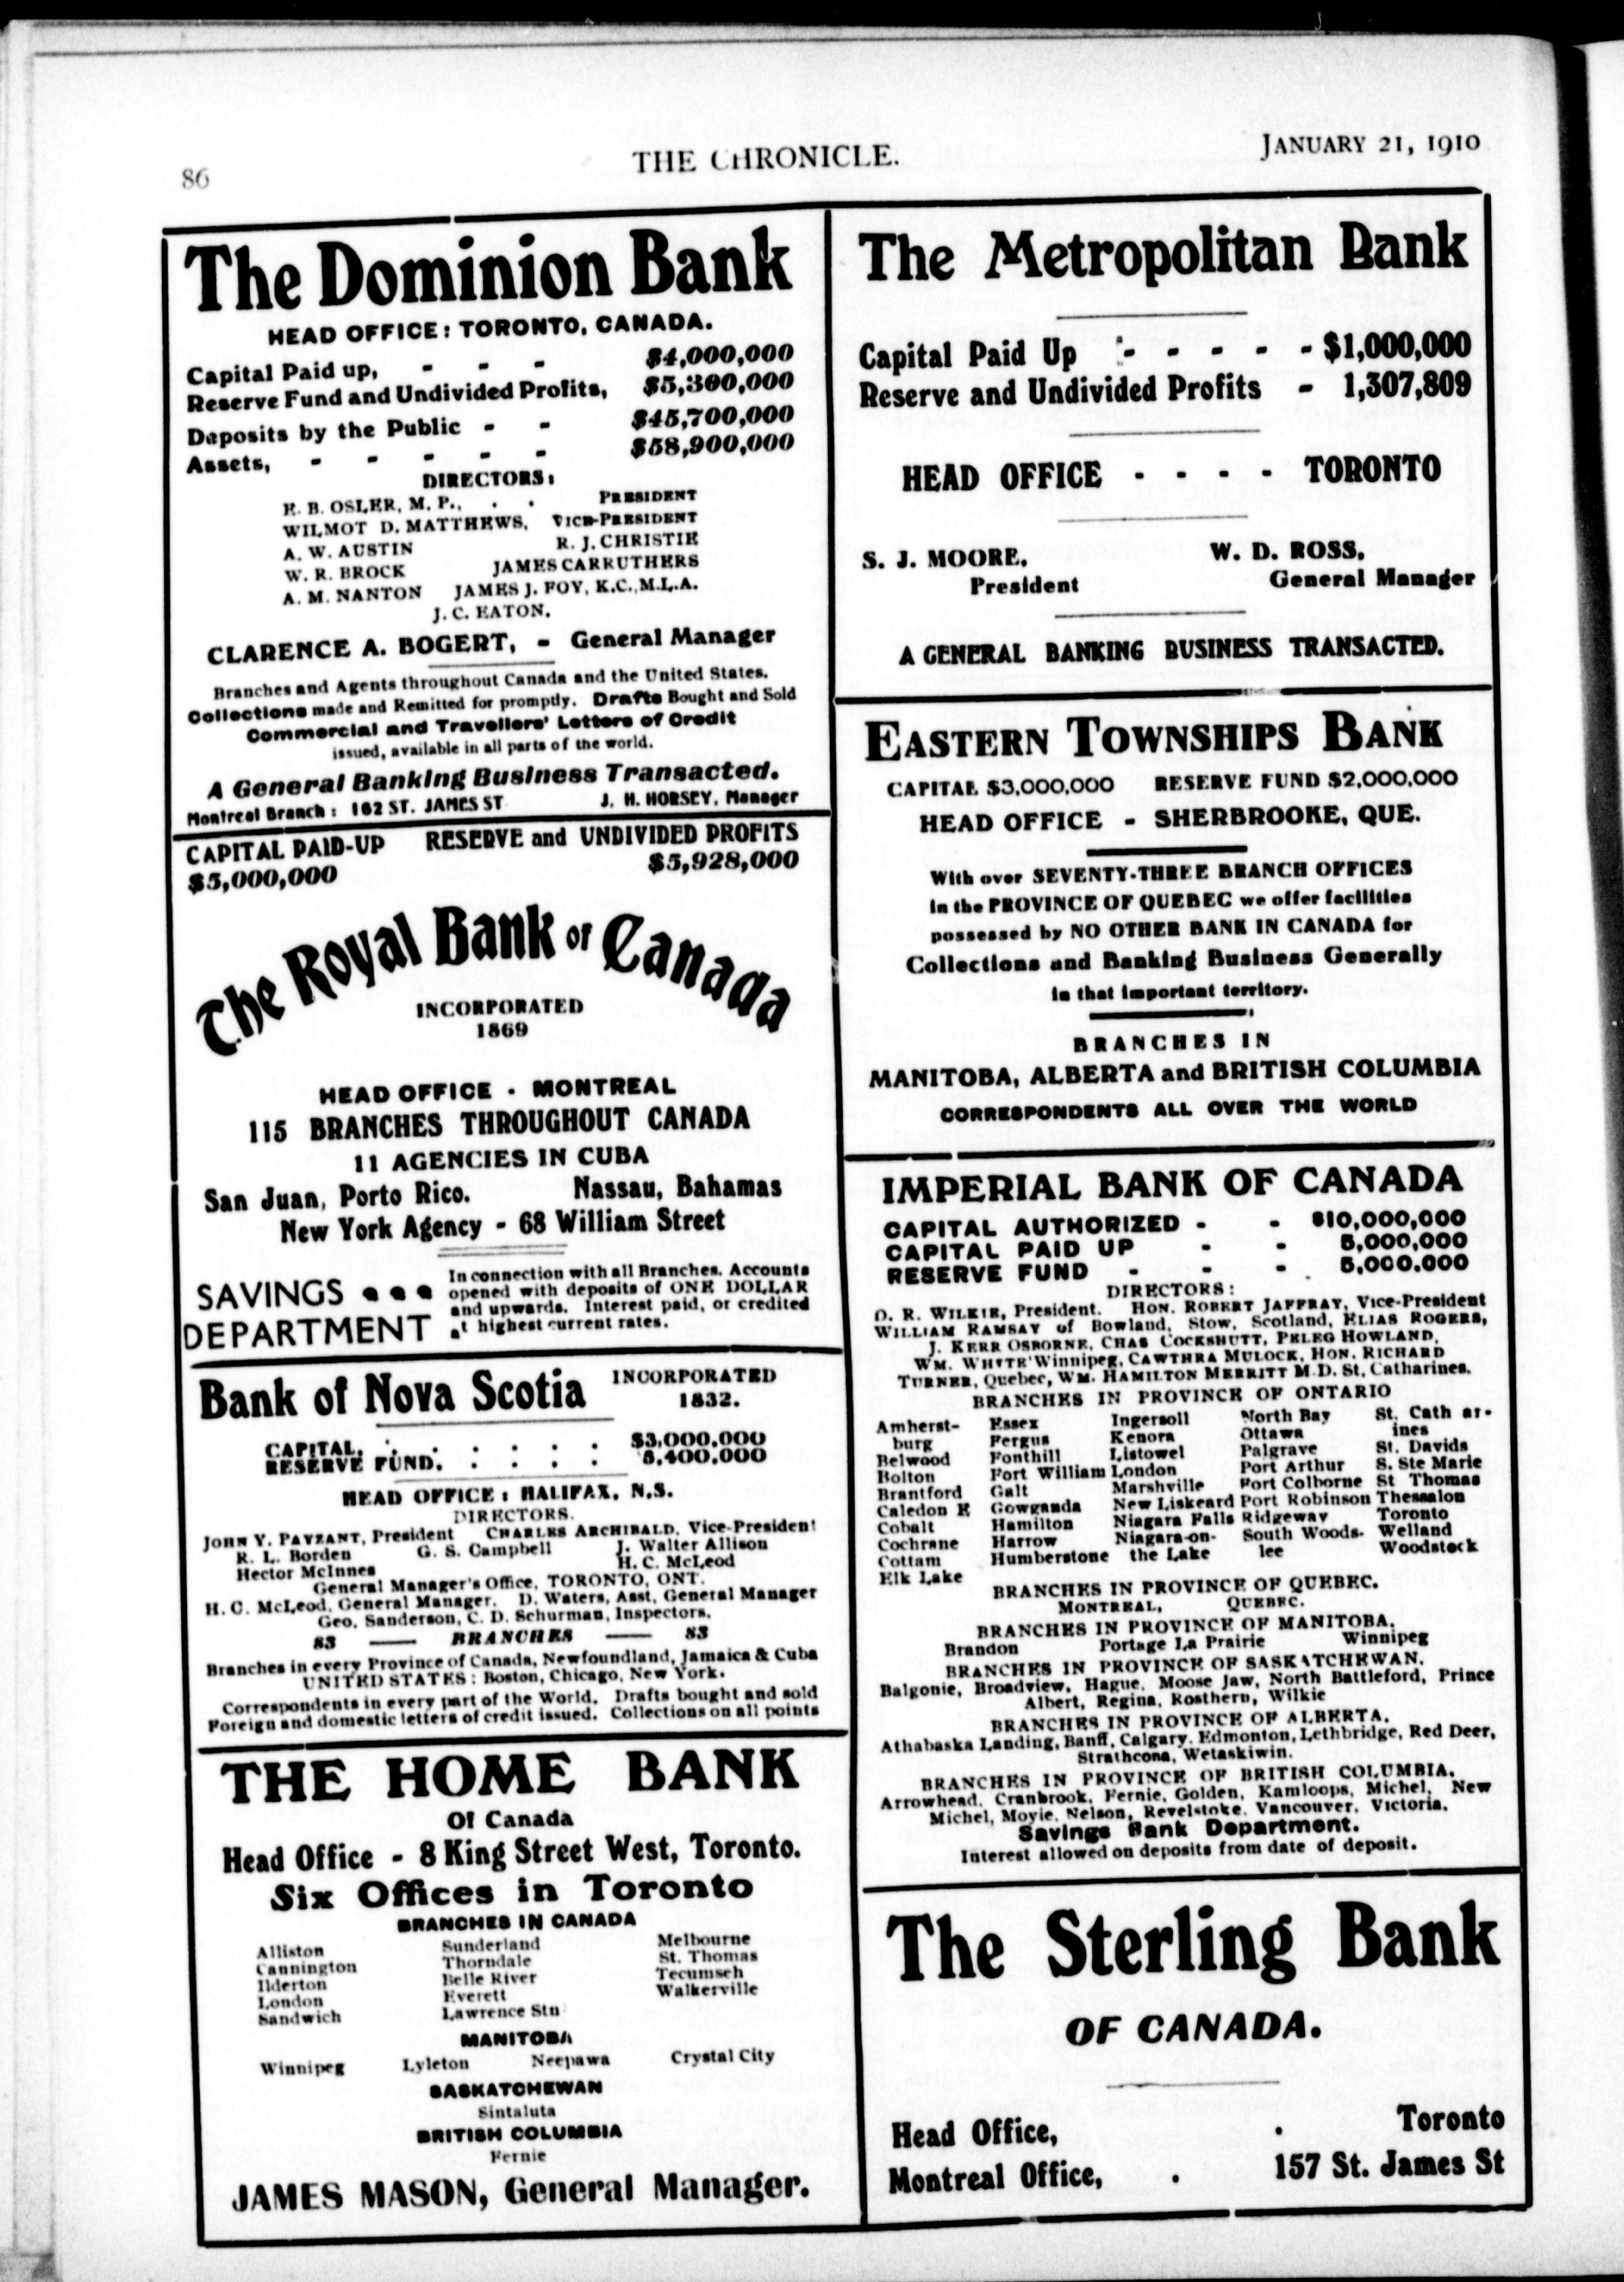 86
THE CHRONICLE.
JANUARY 21, 1910
The Dominion Bank
HEAD OFFICE: TORONTO, CANADA.
Capital Paid up, - - - $4,000,000
Reserve Fund and Undivided Profits, $5,300,000
Deposits by the Public - - $45,700,000
Assets, - - - - - $58,900,000
DIRECTORS:
E. B. OSLER, M. P., . . PRESIDENT
WILMOT D. MATTHEWS, VICE-PRESIDENT
A. W. AUSTIN R. J. CHRISTIE
W. R. BROCK JAMES CARRUTHERS
A. M. NANTON JAMES J. FOY, K.C., M.L.A.
J. C. EATON.
CLARENCE A. BOGERT, - General Manager
Branches and Agents throughout Canada and the United States.
Collections made and Remitted for promptly. Drafts Bought and Sold
Commercial and Travellers' Letters of Credit
issued, available in all parts of the world.
A General Banking Business Transacted.
Montreal Branch : 162 ST. JAMES ST J. H. HORSEY, Manager
CAPITAL PAID-UP RESERVE and UNDIVIDED PROFITS
$5,000,000 $5,928,000
The Royal Bank of Canada
INCORPORATED
1869
HEAD OFFICE - MONTREAL
115 BRANCHES THROUGHOUT CANADA
11 AGENCIES IN CUBA
San Juan, Porto Rico. Nassau, Bahamas
New York Agency - 68 William Street
SAVINGS • • •
DEPARTMENT
In connection with all Branches. Accounts
opened with deposits of ONE DOLLAR
and upwards. Interest paid, or credited
at highest current rates.
Bank of Nova Scotia INCORPORATED
1832.
CAPITAL, . . . . . . $3,000,000
RESERVE FUND. : : : : 5,400,000
HEAD OFFICE : HALIFAX, N.S.
DIRECTORS.
JOHN Y. PAYZANT, President CHARLES ARCHIBALD, Vice-President
R. L. Borden G. S. Campbell J. Walter Allison
Hector McInnes H. C. McLeod
General Manager's Office, TORONTO, ONT.
H. C. McLeod, General Manager. D. Waters, Asst, General Manager
Geo. Sanderson, C. D. Schurman, Inspectors.
83 —— BRANCHES —— 83
Branches in every Province of Canada, Newfoundland, Jamaica & Cuba
UNITED STATES : Boston, Chicago, New York.
Correspondents in every part of the World. Drafts bought and sold
Foreign and domestic letters of credit issued. Collections on all points
THE HOME BANK
Of Canada
Head Office - 8 King Street West, Toronto.
Six Offices in Toronto
BRANCHES IN CANADA
Alliston Sunderland Melbourne
Cannington Thorndale St. Thomas
Ilderton Belle River Tecumseh
London Everett Walkerville
Sandwich Lawrence Stn
MANITOBA
Winnipeg Lyleton Neepawa Crystal City
SASKATCHEWAN
Sintaluta
BRITISH COLUMBIA
Fernie
JAMES MASON, General Manager.
The Metropolitan Bank
Capital Paid Up - - - - - $1,000,000
Reserve and Undivided Profits - 1,307,809
HEAD OFFICE - - - - TORONTO
S. J. MOORE, W. D. ROSS,
President General Manager
A GENERAL BANKING BUSINESS TRANSACTED.
EASTERN TOWNSHIPS BANK
CAPITAL $3,000,000 RESERVE FUND $2,000,000
HEAD OFFICE - SHERBROOKE, QUE.
With over SEVENTY-THREE BRANCH OFFICES
in the PROVINCE OF QUEBEC we offer facilities
possessed by NO OTHER BANK IN CANADA for
Collections and Banking Business Generally
in that important territory.
BRANCHES IN
MANITOBA, ALBERTA and BRITISH COLUMBIA
CORRESPONDENTS ALL OVER THE WORLD
IMPERIAL BANK OF CANADA
CAPITAL AUTHORIZED - - $10,000,000
CAPITAL PAID UP - - 5,000,000
RESERVE FUND - - - 5,000.000
DIRECTORS:
D. R. WILKIE, President. HON. ROBERT JAFFRAY, Vice-President
WILLIAM RAMSAY of Bowland, Stow, Scotland, ELIAS ROGERS,
J. KERR OSBORNE, CHAS COCKSHUTT, PELEG HOWLAND,
WM. WHYTE Winnipeg, CAWTHRA MULOCK, HON. RICHARD
TURNER, Quebec, WM. HAMILTON MERRITT M.D. St. Catharines.
BRANCHES IN PROVINCE OF ONTARIO
Amherst- Essex Ingersoll North Bay St. Cath ar-
burg Fergus Kenora Ottawa ines
Belwood Fonthill Listowel Palgrave St. Davids
Bolton Fort William London Port Arthur S. Ste Marie
Brantford Galt Marshville Port Colborne St Thomas
Caledon E Gowganda New Liskeard Port Robinson Thessalon
Cobalt Hamilton Niagara Falls Ridgeway Toronto
Cochrane Harrow Niagara-on- South Woods- Welland
Cottam Humberstone the Lake lee Woodstock
Elk Lake
BRANCHES IN PROVINCE OF QUEBEC.
MONTREAL, QUEBEC.
BRANCHES IN PROVINCE OF MANITOBA.
Brandon Portage La Prairie Winnipeg
BRANCHES IN PROVINCE OF SASKATCHEWAN.
Balgonie, Broadview, Hague, Moose Jaw, North Battleford, Prince
Albert, Regina, Rosthern, Wilkie
BRANCHES IN PROVINCE OF ALBERTA.
Athabaska Landing, Banff, Calgary, Edmonton, Lethbridge, Red Deer,
Strathcona, Wetaskiwin.
BRANCHES IN PROVINCE OF BRITISH COLUMBIA.
Arrowhead, Cranbrook, Fernie, Golden, Kamloops, Michel, New
Michel, Moyie, Nelson, Revelstoke, Vancouver, Victoria.
Savings Bank Department.
Interest allowed on deposits from date of deposit.
The Sterling Bank
OF CANADA.
Head Office, . Toronto
Montreal Office, . 157 St. James St